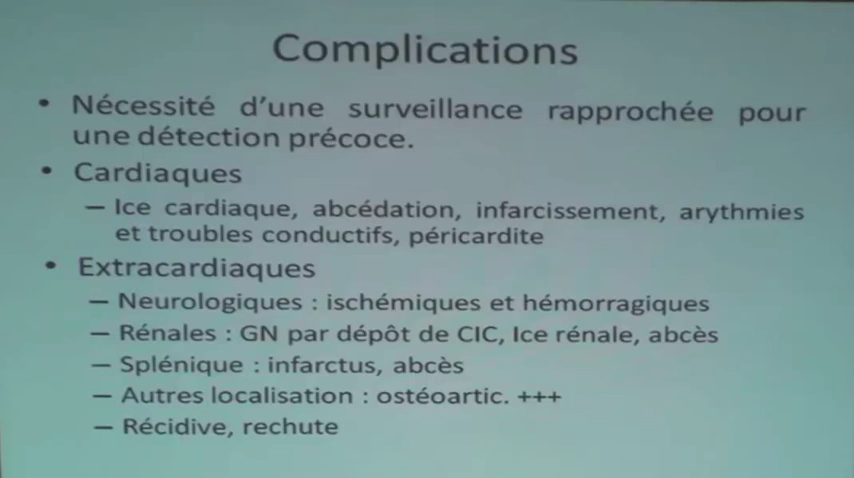 Complications
• Nécessité d'une surveillance rapprochée pour
une détection précoce.
• Cardiaques
– Ice cardiaque, abcédation, infarcissement, arythmies
et troubles conductifs, péricardite
• Extracardiaques
– Neurologiques : ischémiques et hémorragiques
– Rénales : GN par dépôt de CIC, Ice rénale, abcès
– Splénique : infarctus, abcès
– Autres localisation : ostéoartic. +++
– Récidive, rechute